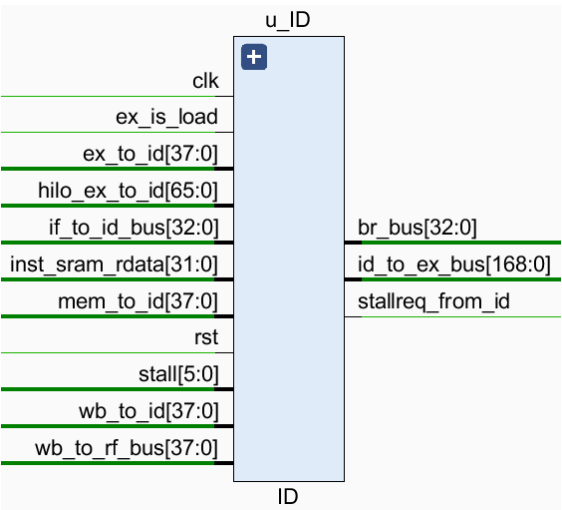 u_ID
clk
ex_is_load
ex_to_id[37:0]
hilo_ex_to_id[65:0]
if_to_id_bus[32:0]
inst_sram_rdata[31:0]
mem_to_id[37:0]
rst
stall[5:0]
wb_to_id[37:0]
wb_to_rf_bus[37:0]
br_bus[32:0]
id_to_ex_bus[168:0]
stallreq_from_id
ID